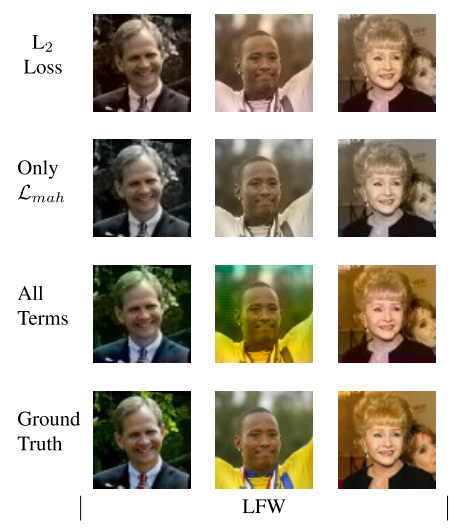 L₂
Loss
Only
ℒₘₐₕ
All
Terms
Ground
Truth
LFW